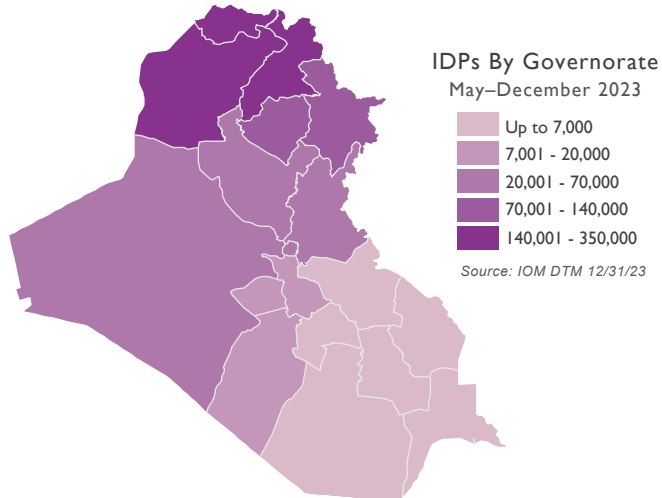 IDPs By Governorate
May–December 2023
Up to 7,000
7,001 - 20,000
20,001 - 70,000
70,001 - 140,000
140,001 - 350,000
Source: IOM DTM 12/31/23